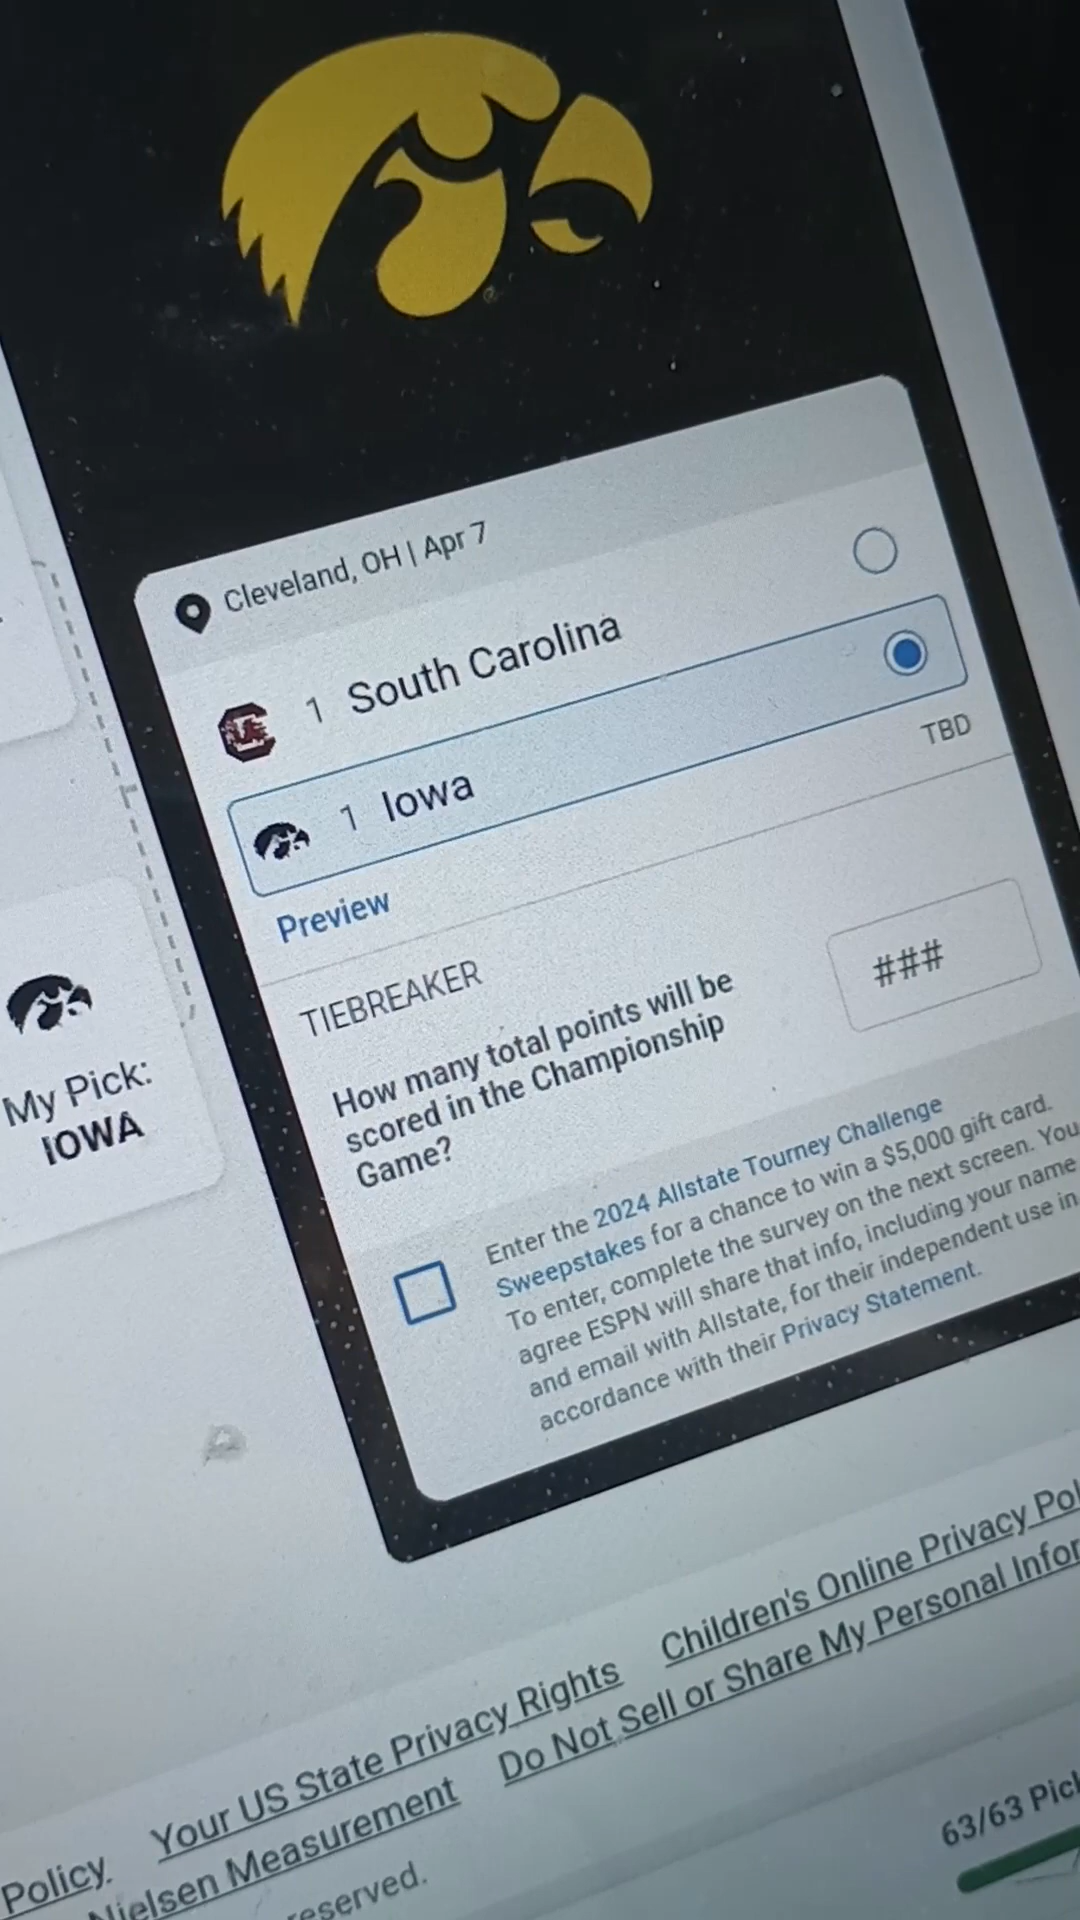 Cleveland, OH | Apr 7
1 South Carolina
1 Iowa
TBD
Preview
TIEBREAKER
How many total points will be
scored in the Championship
Game?
###
My Pick:
IOWA
Enter the 2024 Allstate Tourney Challenge
Sweepstakes for a chance to win a $5,000 gift card.
To enter, complete the survey on the next screen. You
agree ESPN will share that info, including your name
and email with Allstate, for their independent use in
accordance with their Privacy Statement.
Policy.
Your US State Privacy Rights
Children's Online Privacy
Nielsen Measurement
Do Not Sell or Share My Personal
63/63